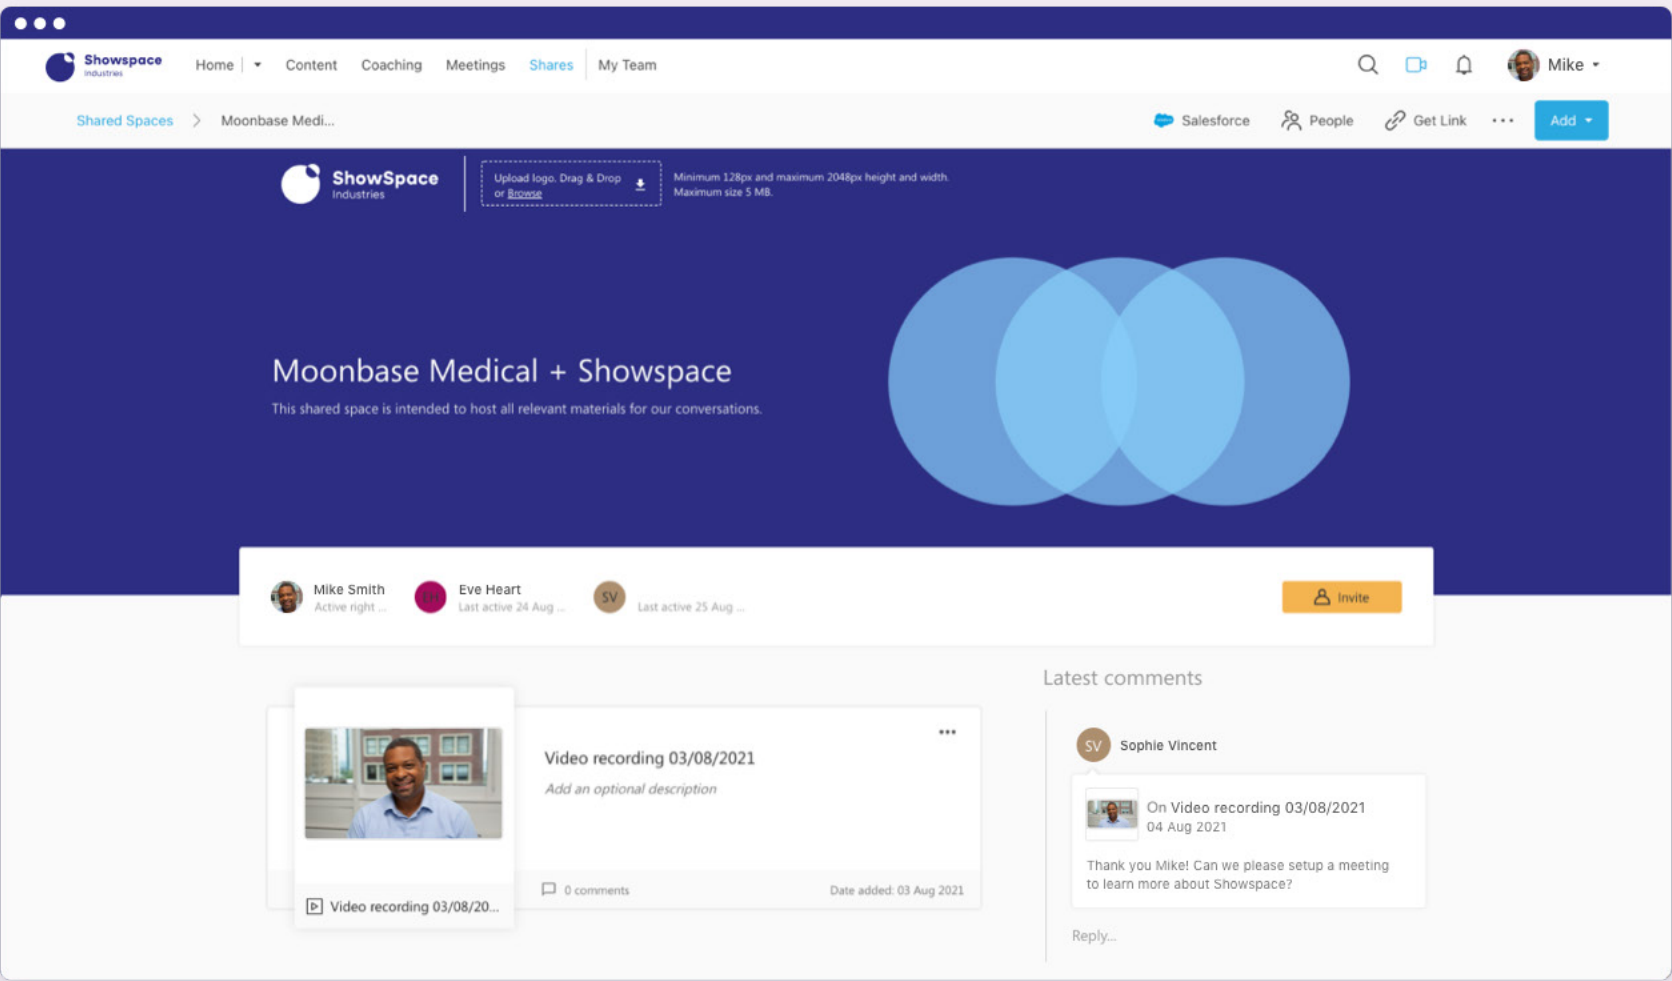 Showspace
Industries
Home
Content
Coaching
Meetings
Shares
My Team
Mike
Shared Spaces
Moonbase Medi...
Salesforce
People
Get Link
Add
ShowSpace
Industries
Upload logo. Drag & Drop
or Browse
Minimum 128px and maximum 2048px height and width.
Maximum size 5 MB.
Moonbase Medical + Showspace
This shared space is intended to host all relevant materials for our conversations.
Mike Smith
Active right ...
EH
Eve Heart
Last active 24 Aug ...
SV
Last active 25 Aug ...
Invite
Video recording 03/08/2021
Add an optional description
0 comments
Date added: 03 Aug 2021
Video recording 03/08/20...
Latest comments
SV
Sophie Vincent
On Video recording 03/08/2021
04 Aug 2021
Thank you Mike! Can we please setup a meeting
to learn more about Showspace?
Reply...